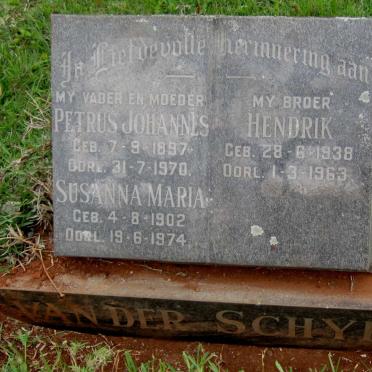 In Liefdevolle herinnering aan
MY VADER EN MOEDER
PETRUS JOHANNES
GEB. 7-9-1897
OORL. 31-7-1970.
SUSANNA MARIA
GEB. 4-8-1902
OORL. 19-6-1974
MY BROER
HENDRIK
GEB. 28-6-1938
OORL. 1-3-1963.
VAN DER SCHY